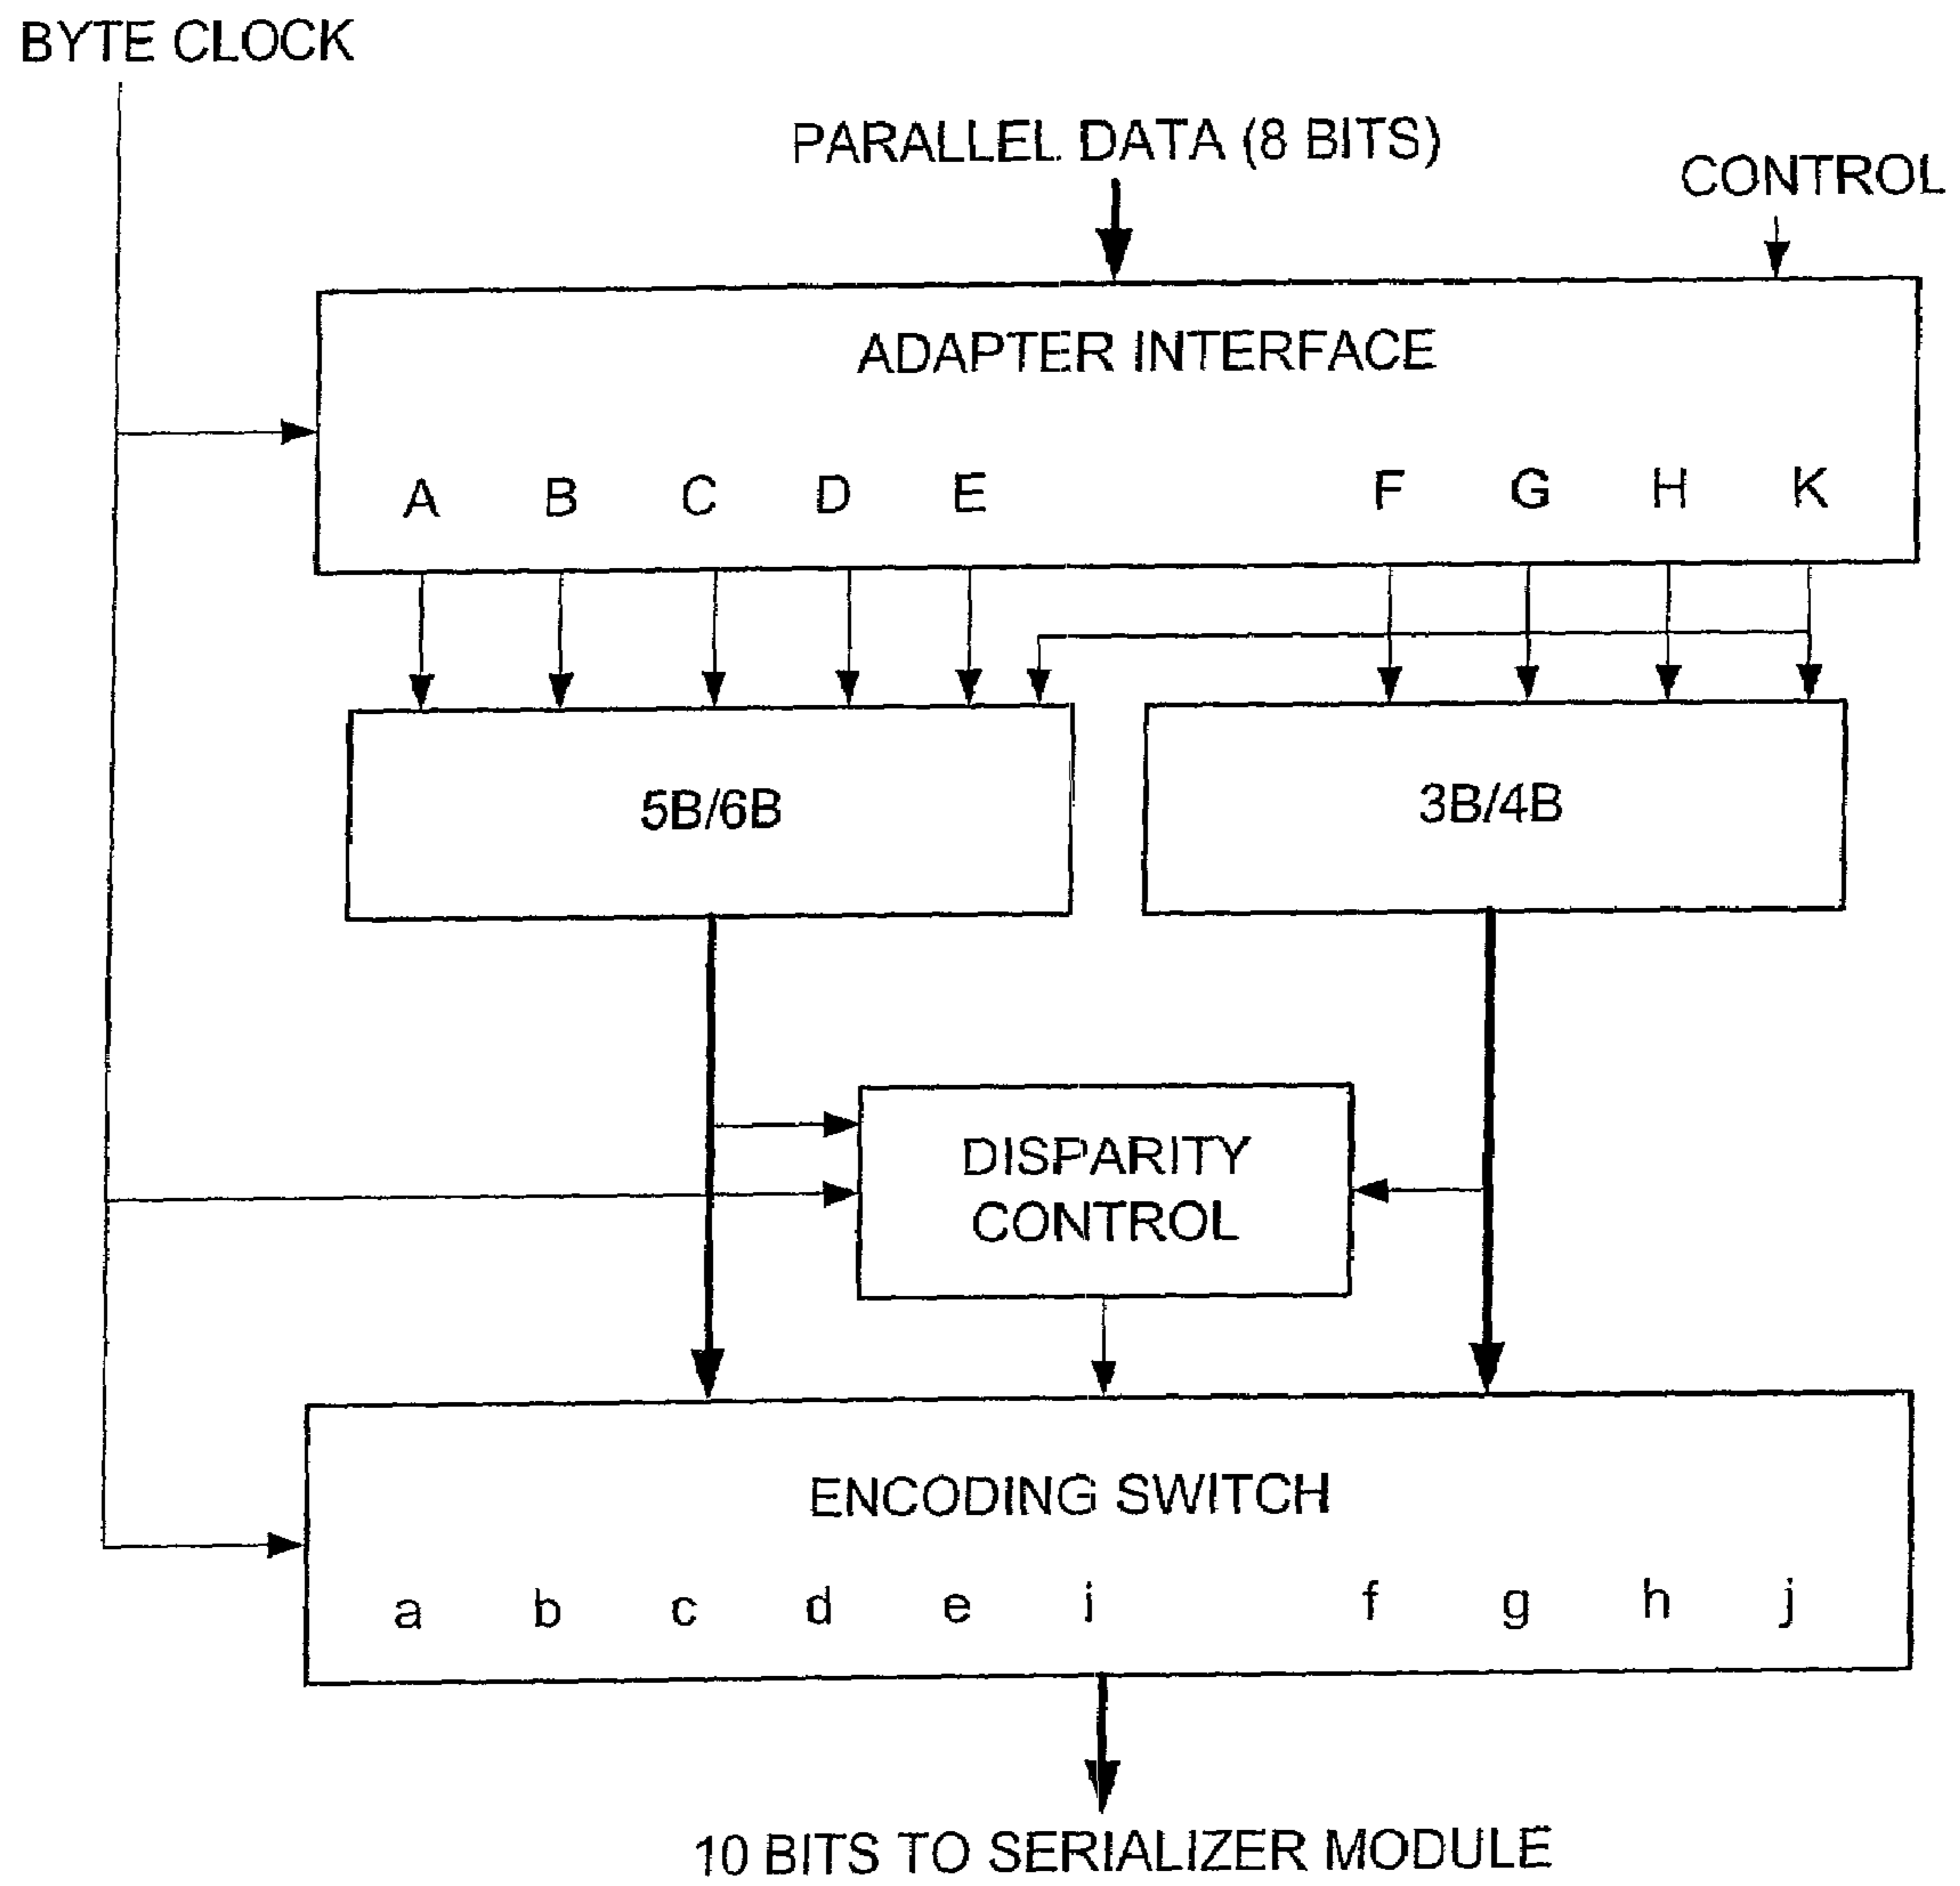 BYTE CLOCK
PARALLEL DATA (8 BITS)
CONTROL
ADAPTER INTERFACE
A B C D E F G H K
5B/6B 3B/4B
DISPARITY
CONTROL
ENCODING SWITCH
a b c d e i f g h j
10 BITS TO SERIALIZER MODULE